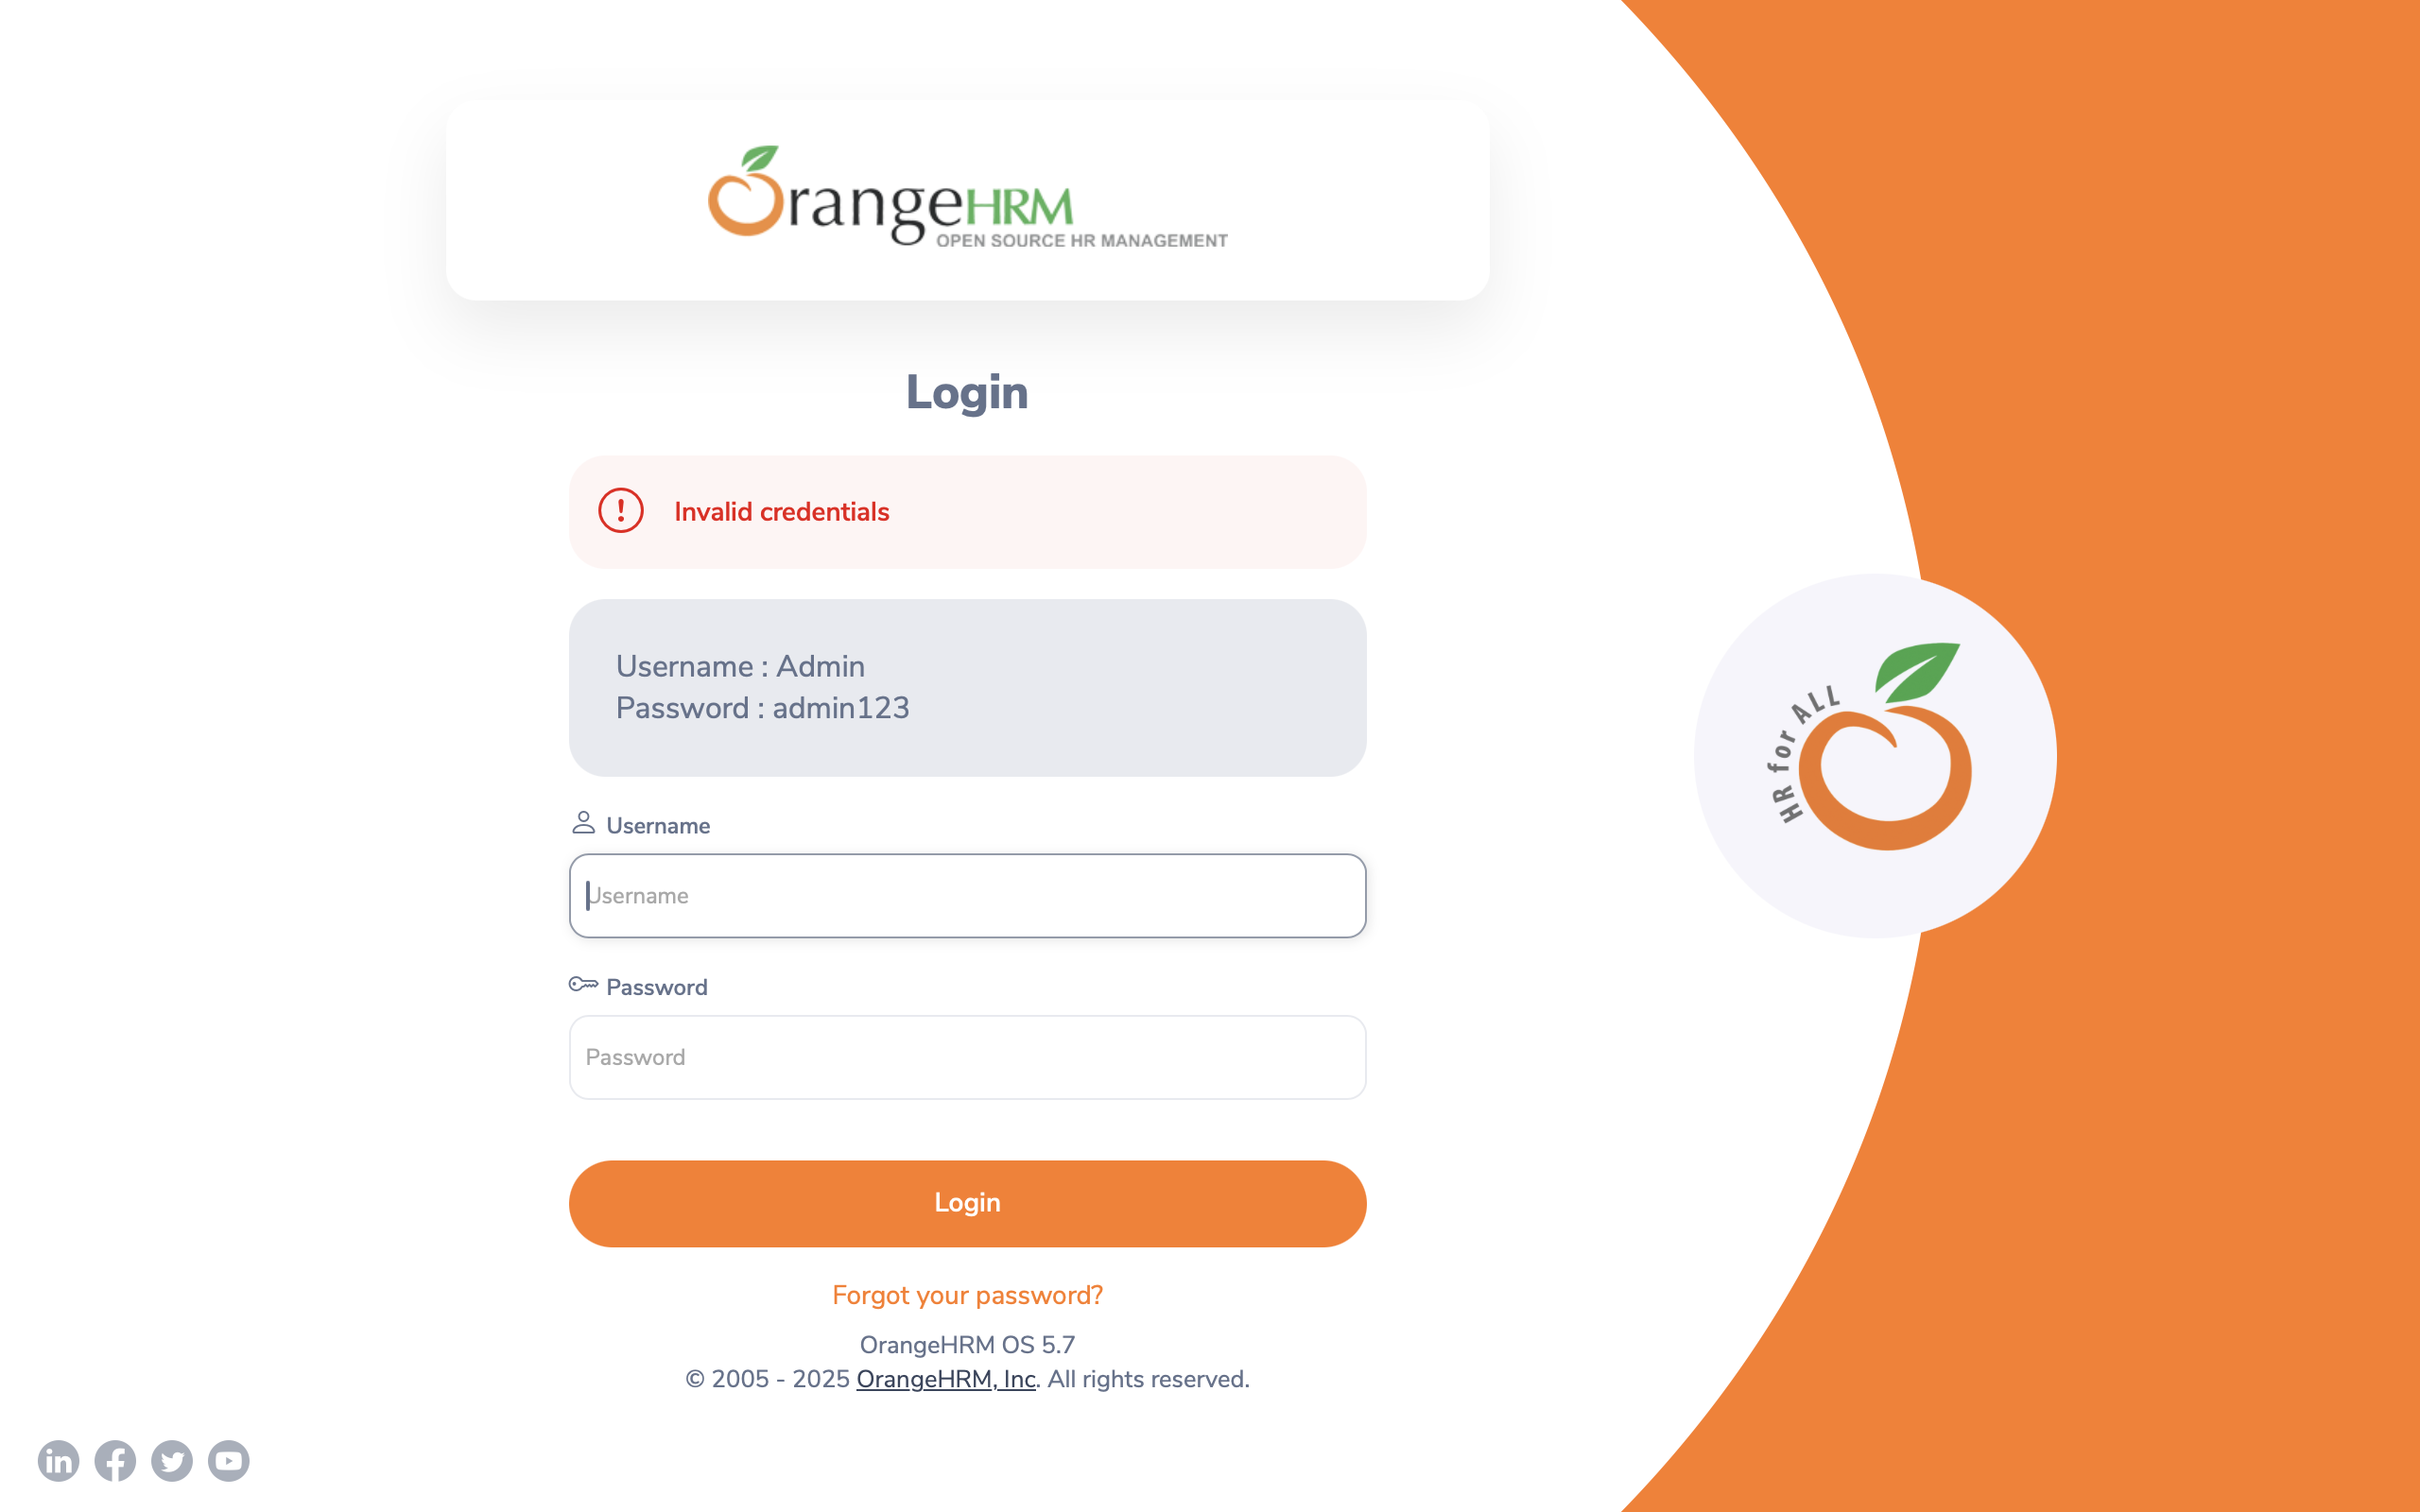 OrangeHRM
OPEN SOURCE HR MANAGEMENT
Login
Invalid credentials
Username : Admin
Password : admin123
Username
Username
Password
Password
Login
Forgot your password?
OrangeHRM OS 5.7
© 2005 - 2025 OrangeHRM, Inc. All rights reserved.
HR for ALL